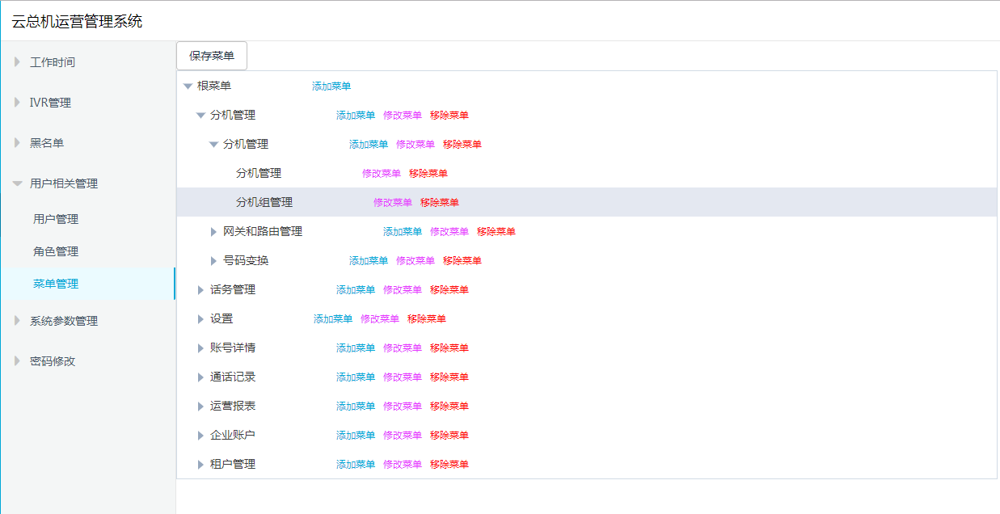 云总机运营管理系统
工作时间
IVR管理
黑名单
用户相关管理
用户管理
角色管理
菜单管理
系统参数管理
密码修改
保存菜单
根菜单 添加菜单
分机管理 添加菜单 修改菜单 移除菜单
分机管理 添加菜单 修改菜单 移除菜单
分机管理 修改菜单 移除菜单
分机组管理 修改菜单 移除菜单
网关和路由管理 添加菜单 修改菜单 移除菜单
号码变换 添加菜单 修改菜单 移除菜单
话务管理 添加菜单 修改菜单 移除菜单
设置 添加菜单 修改菜单 移除菜单
账号详情 添加菜单 修改菜单 移除菜单
通话记录 添加菜单 修改菜单 移除菜单
运营报表 添加菜单 修改菜单 移除菜单
企业账户 添加菜单 修改菜单 移除菜单
租户管理 添加菜单 修改菜单 移除菜单